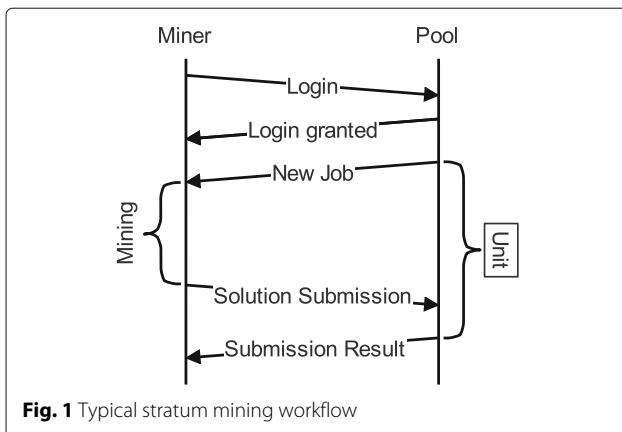 Miner Pool
Login
Login granted
New Job
Mining
Unit
Solution Submission
Submission Result
Fig. 1 Typical stratum mining workflow